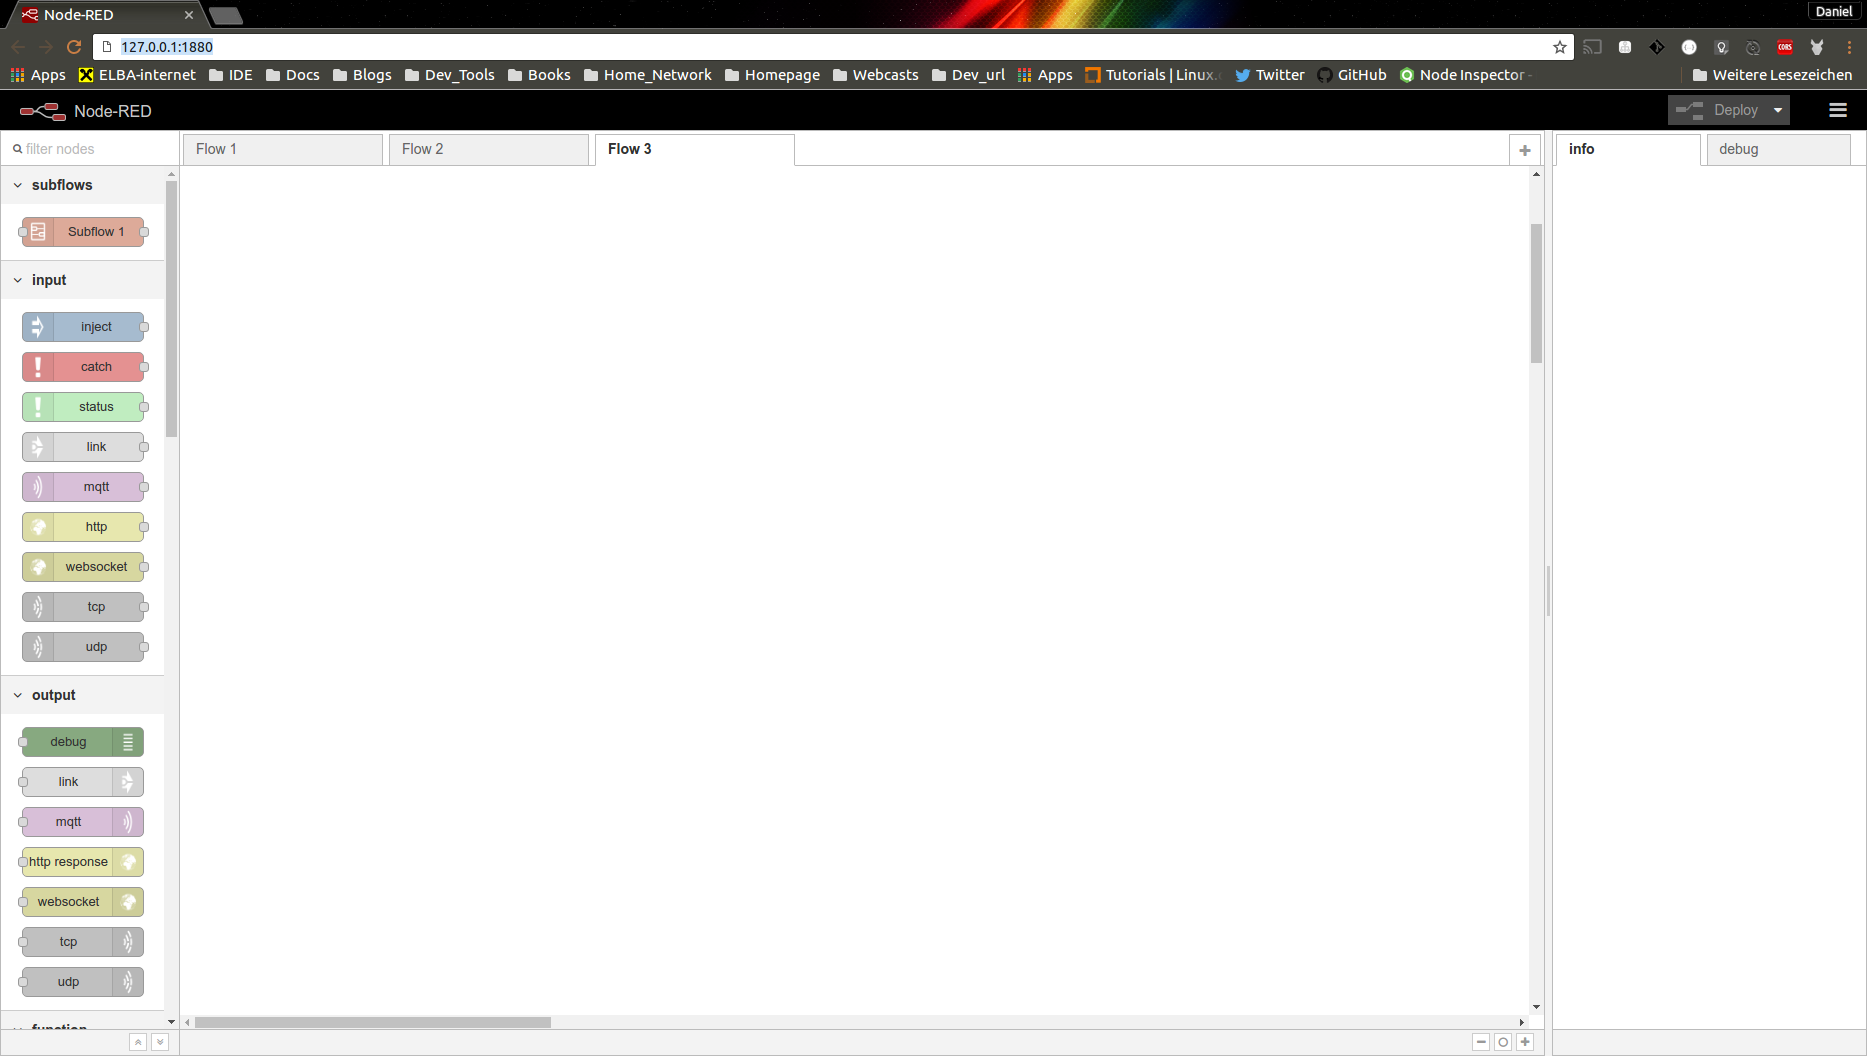 Node-RED
Daniel
127.0.0.1:1880
CORS
Apps ELBA-internet IDE Docs Blogs Dev_Tools Books Home_Network Homepage Webcasts Dev_url Apps Tutorials | Linux. Twitter GitHub Node Inspector - Weitere Lesezeichen
Node-RED
Deploy
filter nodes
Flow 1 Flow 2 Flow 3
info debug
subflows
Subflow 1
input
inject
catch
status
link
mqtt
http
websocket
tcp
udp
output
debug
link
mqtt
http response
websocket
tcp
udp
function